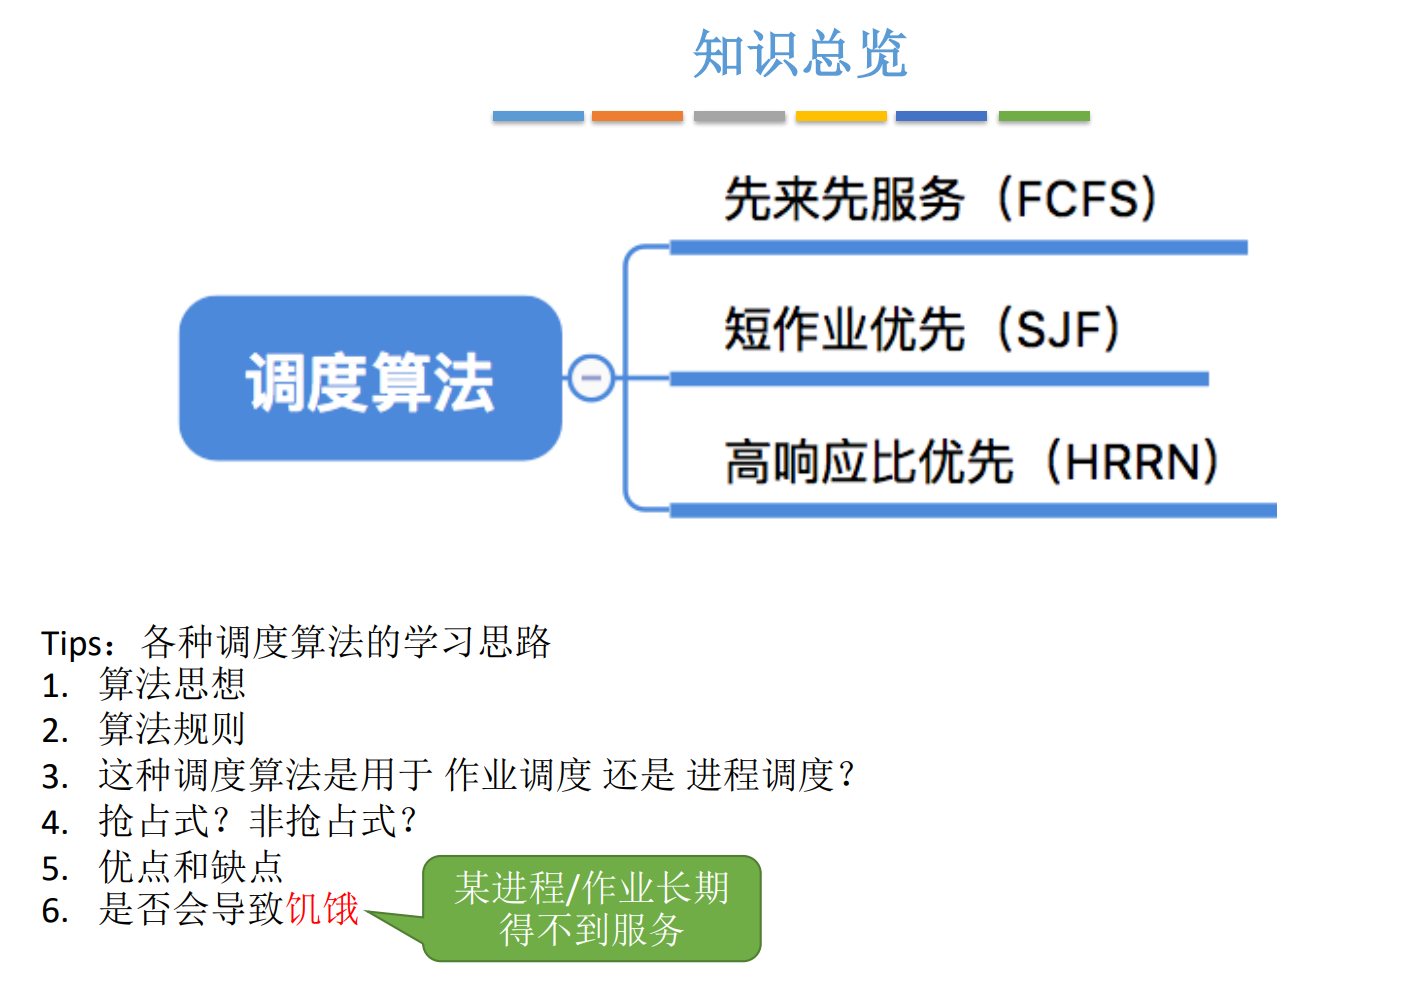 知识总览
先来先服务（FCFS）
短作业优先（SJF）
调度算法
高响应比优先（HRRN）
Tips：各种调度算法的学习思路
1. 算法思想
2. 算法规则
3. 这种调度算法是用于 作业调度 还是 进程调度？
4. 抢占式？非抢占式？
5. 优点和缺点
6. 是否会导致饥饿
某进程/作业长期
得不到服务